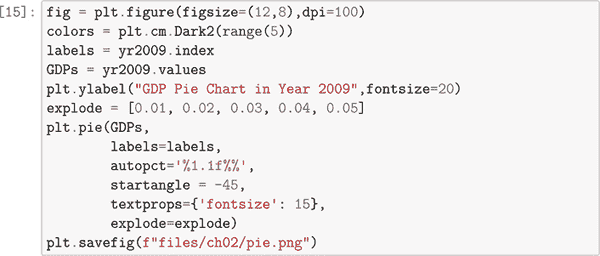 [15]: fig = plt.figure(figsize=(12,8),dpi=100)
colors = plt.cm.Dark2(range(5))
labels = yr2009.index
GDPs = yr2009.values
plt.ylabel("GDP Pie Chart in Year 2009",fontsize=20)
explode = [0.01, 0.02, 0.03, 0.04, 0.05]
plt.pie(GDPs,
        labels=labels,
        autopct='%1.1f%%',
        startangle = -45,
        textprops={'fontsize': 15},
        explode=explode)
plt.savefig(f"files/ch02/pie.png")